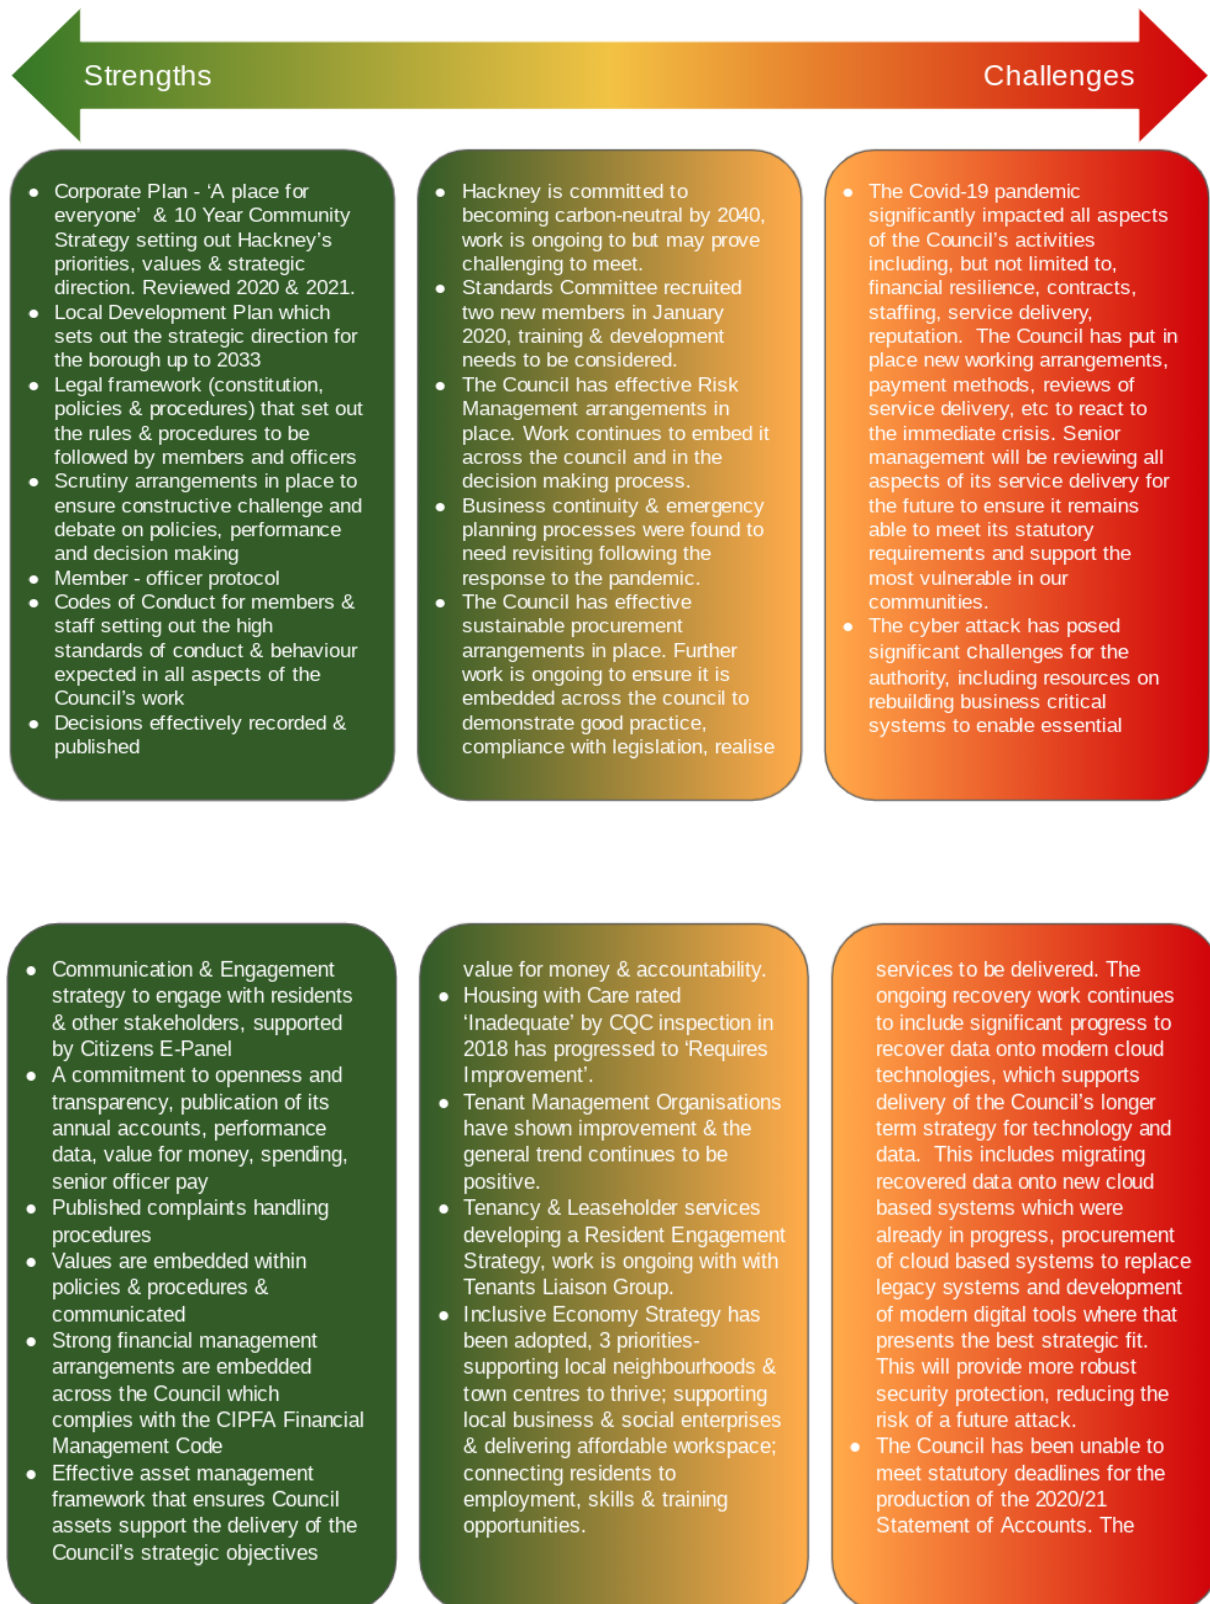 Strengths
Challenges
● Corporate Plan - ‘A place for
everyone’  & 10 Year Community
Strategy setting out Hackney’s
priorities, values & strategic
direction. Reviewed 2020 & 2021.
● Local Development Plan which
sets out the strategic direction for
the borough up to 2033
● Legal framework (constitution,
policies & procedures) that set out
the rules & procedures to be
followed by members and officers
● Scrutiny arrangements in place to
ensure constructive challenge and
debate on policies, performance
and decision making
● Member - officer protocol
● Codes of Conduct for members &
staff setting out the high
standards of conduct & behaviour
expected in all aspects of the
Council’s work
● Decisions effectively recorded &
published
● Hackney is committed to
becoming carbon-neutral by 2040,
work is ongoing to but may prove
challenging to meet.
● Standards Committee recruited
two new members in January
2020, training & development
needs to be considered.
● The Council has effective Risk
Management arrangements in
place. Work continues to embed it
across the council and in the
decision making process.
● Business continuity & emergency
planning processes were found to
need revisiting following the
response to the pandemic.
● The Council has effective
sustainable procurement
arrangements in place. Further
work is ongoing to ensure it is
embedded across the council to
demonstrate good practice,
compliance with legislation, realise
● The Covid-19 pandemic
significantly impacted all aspects
of the Council’s activities
including, but not limited to,
financial resilience, contracts,
staffing, service delivery,
reputation.  The Council has put in
place new working arrangements,
payment methods, reviews of
service delivery, etc to react to
the immediate crisis. Senior
management will be reviewing all
aspects of its service delivery for
the future to ensure it remains
able to meet its statutory
requirements and support the
most vulnerable in our
communities.
● The cyber attack has posed
significant challenges for the
authority, including resources on
rebuilding business critical
systems to enable essential
● Communication & Engagement
strategy to engage with residents
& other stakeholders, supported
by Citizens E-Panel
● A commitment to openness and
transparency, publication of its
annual accounts, performance
data, value for money, spending,
senior officer pay
● Published complaints handling
procedures
● Values are embedded within
policies & procedures &
communicated
● Strong financial management
arrangements are embedded
across the Council which
complies with the CIPFA Financial
Management Code
● Effective asset management
framework that ensures Council
assets support the delivery of the
Council’s strategic objectives
value for money & accountability.
● Housing with Care rated
‘Inadequate’ by CQC inspection in
2018 has progressed to ‘Requires
Improvement’.
● Tenant Management Organisations
have shown improvement & the
general trend continues to be
positive.
● Tenancy & Leaseholder services
developing a Resident Engagement
Strategy, work is ongoing with with
Tenants Liaison Group.
● Inclusive Economy Strategy has
been adopted, 3 priorities-
supporting local neighbourhoods &
town centres to thrive; supporting
local business & social enterprises
& delivering affordable workspace;
connecting residents to
employment, skills & training
opportunities.
services to be delivered. The
ongoing recovery work continues
to include significant progress to
recover data onto modern cloud
technologies, which supports
delivery of the Council’s longer
term strategy for technology and
data.  This includes migrating
recovered data onto new cloud
based systems which were
already in progress, procurement
of cloud based systems to replace
legacy systems and development
of modern digital tools where that
presents the best strategic fit.
This will provide more robust
security protection, reducing the
risk of a future attack.
● The Council has been unable to
meet statutory deadlines for the
production of the 2020/21
Statement of Accounts. The